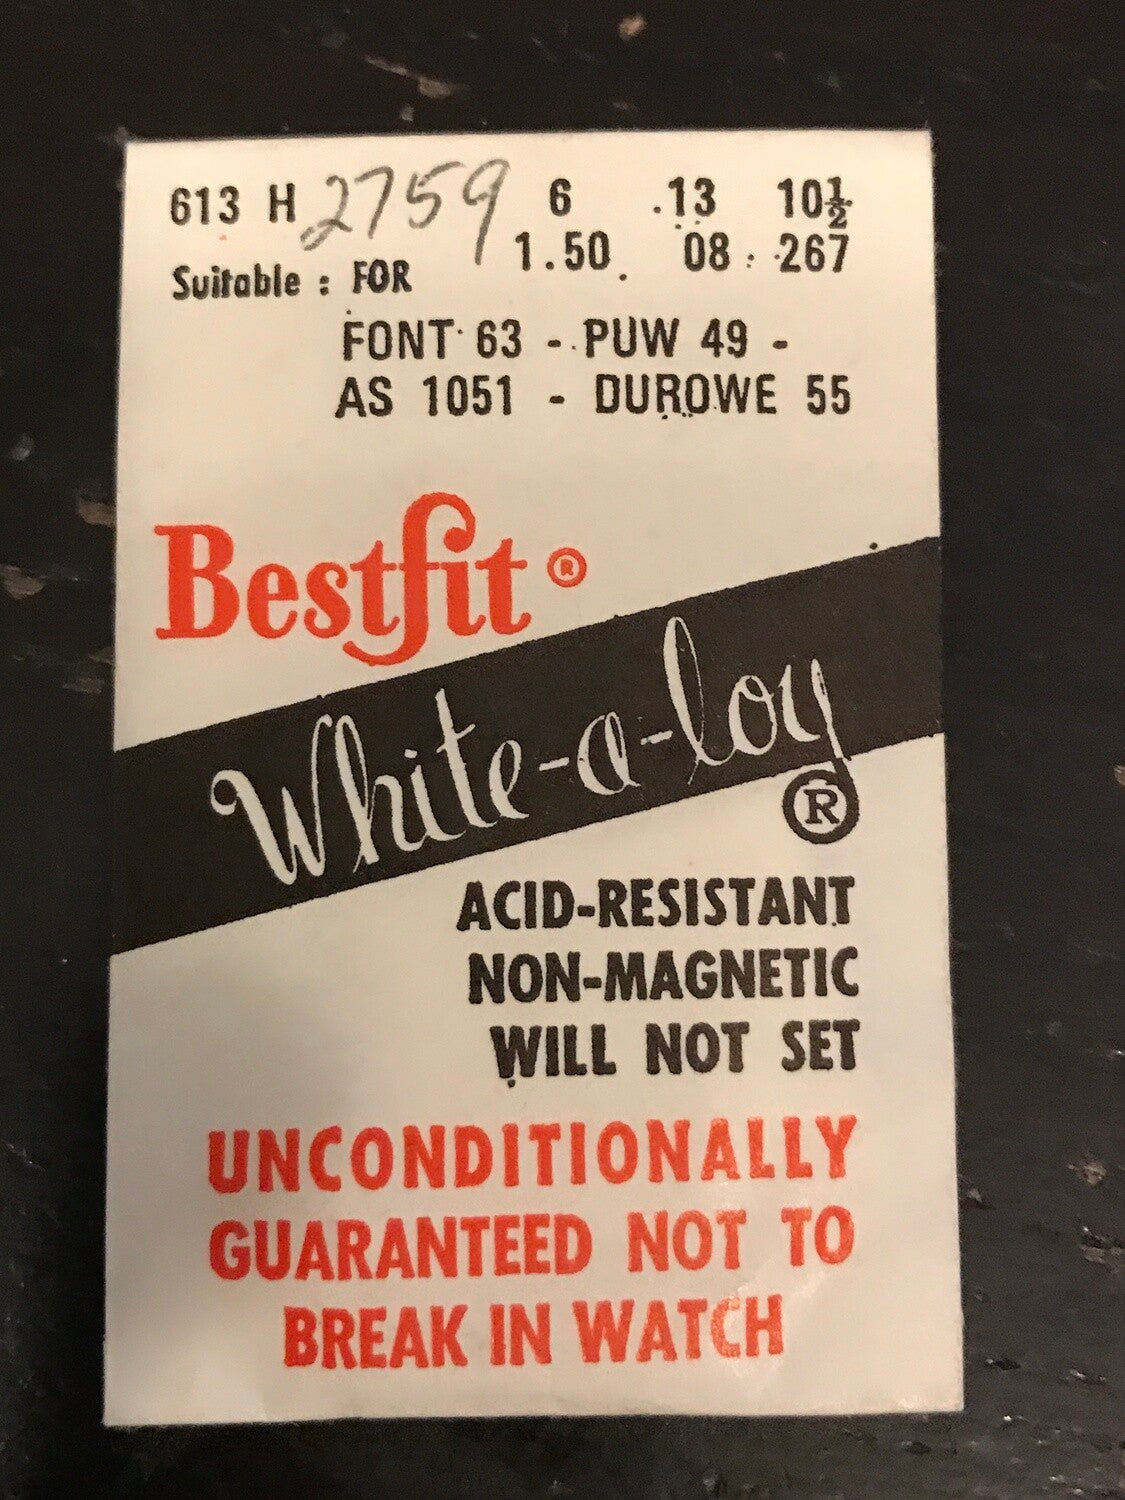 613 H 2759 6 .13 10½
1.50 08 267
Suitable : FOR
FONT 63 - PUW 49 -
AS 1051 - DUROWE 55
Bestfit ®
White-a-loy
®
ACID-RESISTANT
NON-MAGNETIC
WILL NOT SET
UNCONDITIONALLY
GUARANTEED NOT TO
BREAK IN WATCH